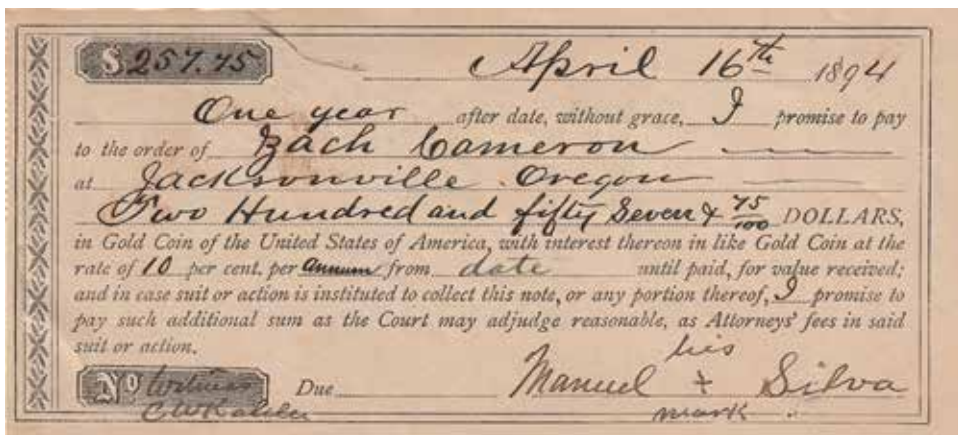 $257.75 April 16th 1894
One year after date, without grace, I promise to pay
to the order of Zach Cameron
at Jacksonville Oregon
Two Hundred and fifty Seven & 75/100 DOLLARS,
in Gold Coin of the United States of America, with interest thereon in like Gold Coin at the
rate of 10 per cent. per annum from date until paid, for value received;
and in case suit or action is instituted to collect this note, or any portion thereof, I promise to
pay such additional sum as the Court may adjudge reasonable, as Attorneys' fees in said
suit or action.
his
No Witness Due Manuel + Silva
C W Kahler mark